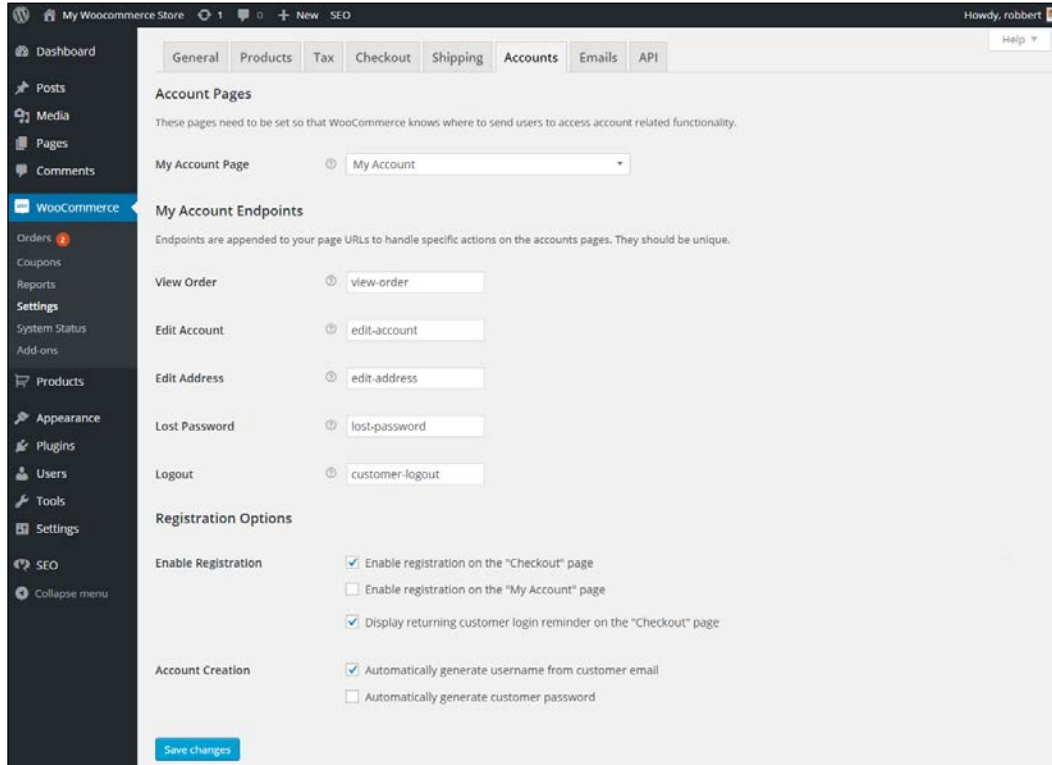 My Woocommerce Store 1 0 + New SEO Howdy, robbert
Help
Dashboard
Posts
Media
Pages
Comments
WooCommerce
Orders 2
Coupons
Reports
Settings
System Status
Add-ons
Products
Appearance
Plugins
Users
Tools
Settings
SEO
Collapse menu
General Products Tax Checkout Shipping Accounts Emails API
Account Pages
These pages need to be set so that WooCommerce knows where to send users to access account related functionality.
My Account Page ? My Account
My Account Endpoints
Endpoints are appended to your page URLs to handle specific actions on the accounts pages. They should be unique.
View Order ? view-order
Edit Account ? edit-account
Edit Address ? edit-address
Lost Password ? lost-password
Logout ? customer-logout
Registration Options
Enable Registration Enable registration on the "Checkout" page
Enable registration on the "My Account" page
Display returning customer login reminder on the "Checkout" page
Account Creation Automatically generate username from customer email
Automatically generate customer password
Save changes